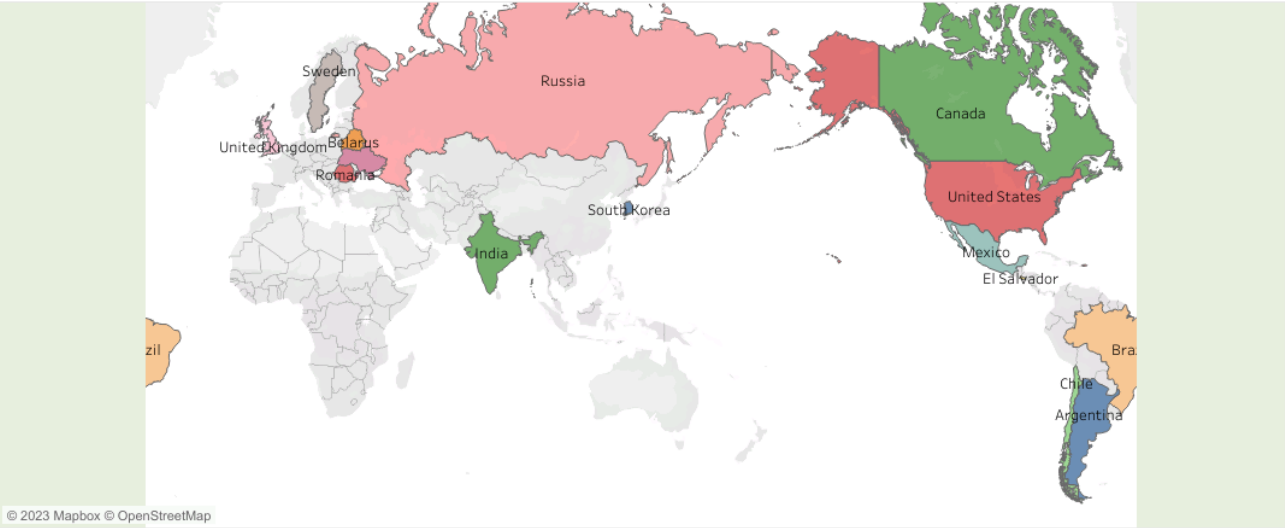 Sweden
Russia
Canada
United Kingdom
Belarus
Romania
United States
South Korea
India
Mexico
El Salvador
zil
Bra
Chile
Argentina
© 2023 Mapbox © OpenStreetMap